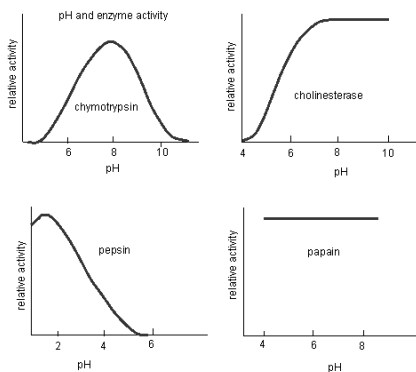 pH and enzyme activity
relative activity
chymotrypsin
6 8 10
pH
relative activity
cholinesterase
4 6 8 10
pH
relative activity
pepsin
2 4 6
pH
relative activity
papain
4 6 8
pH